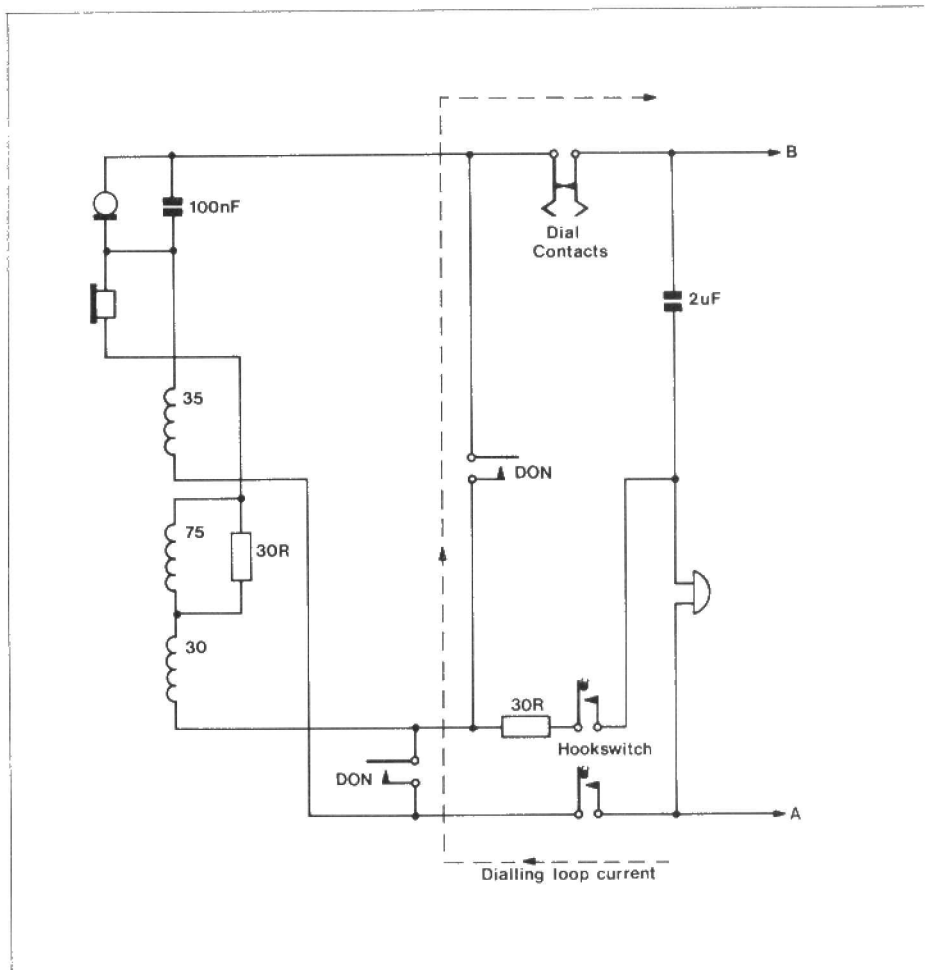 B
100nF
Dial
Contacts
2uF
35
DON
75
30R
30
30R
Hookswitch
DON
A
Dialling loop current